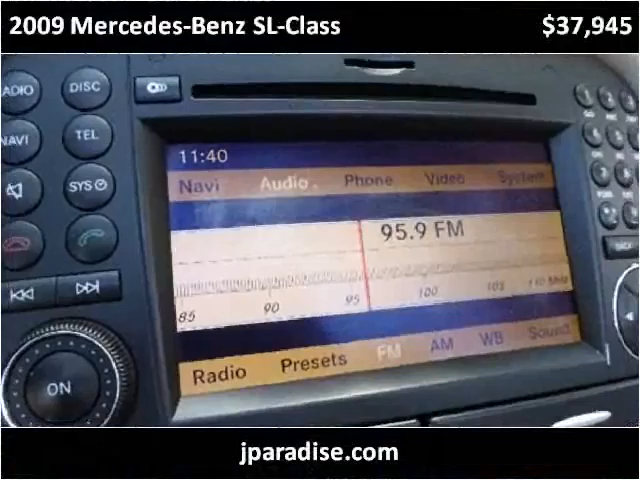 2009 Mercedes-Benz SL-Class $37,945
RADIO DISC
NAVI TEL
SYS
ON
11:40
Navi Audio Phone Video System
95.9 FM
85 90 95 100 105 110 MHz
Radio Presets FM AM WB Sound
jparadise.com